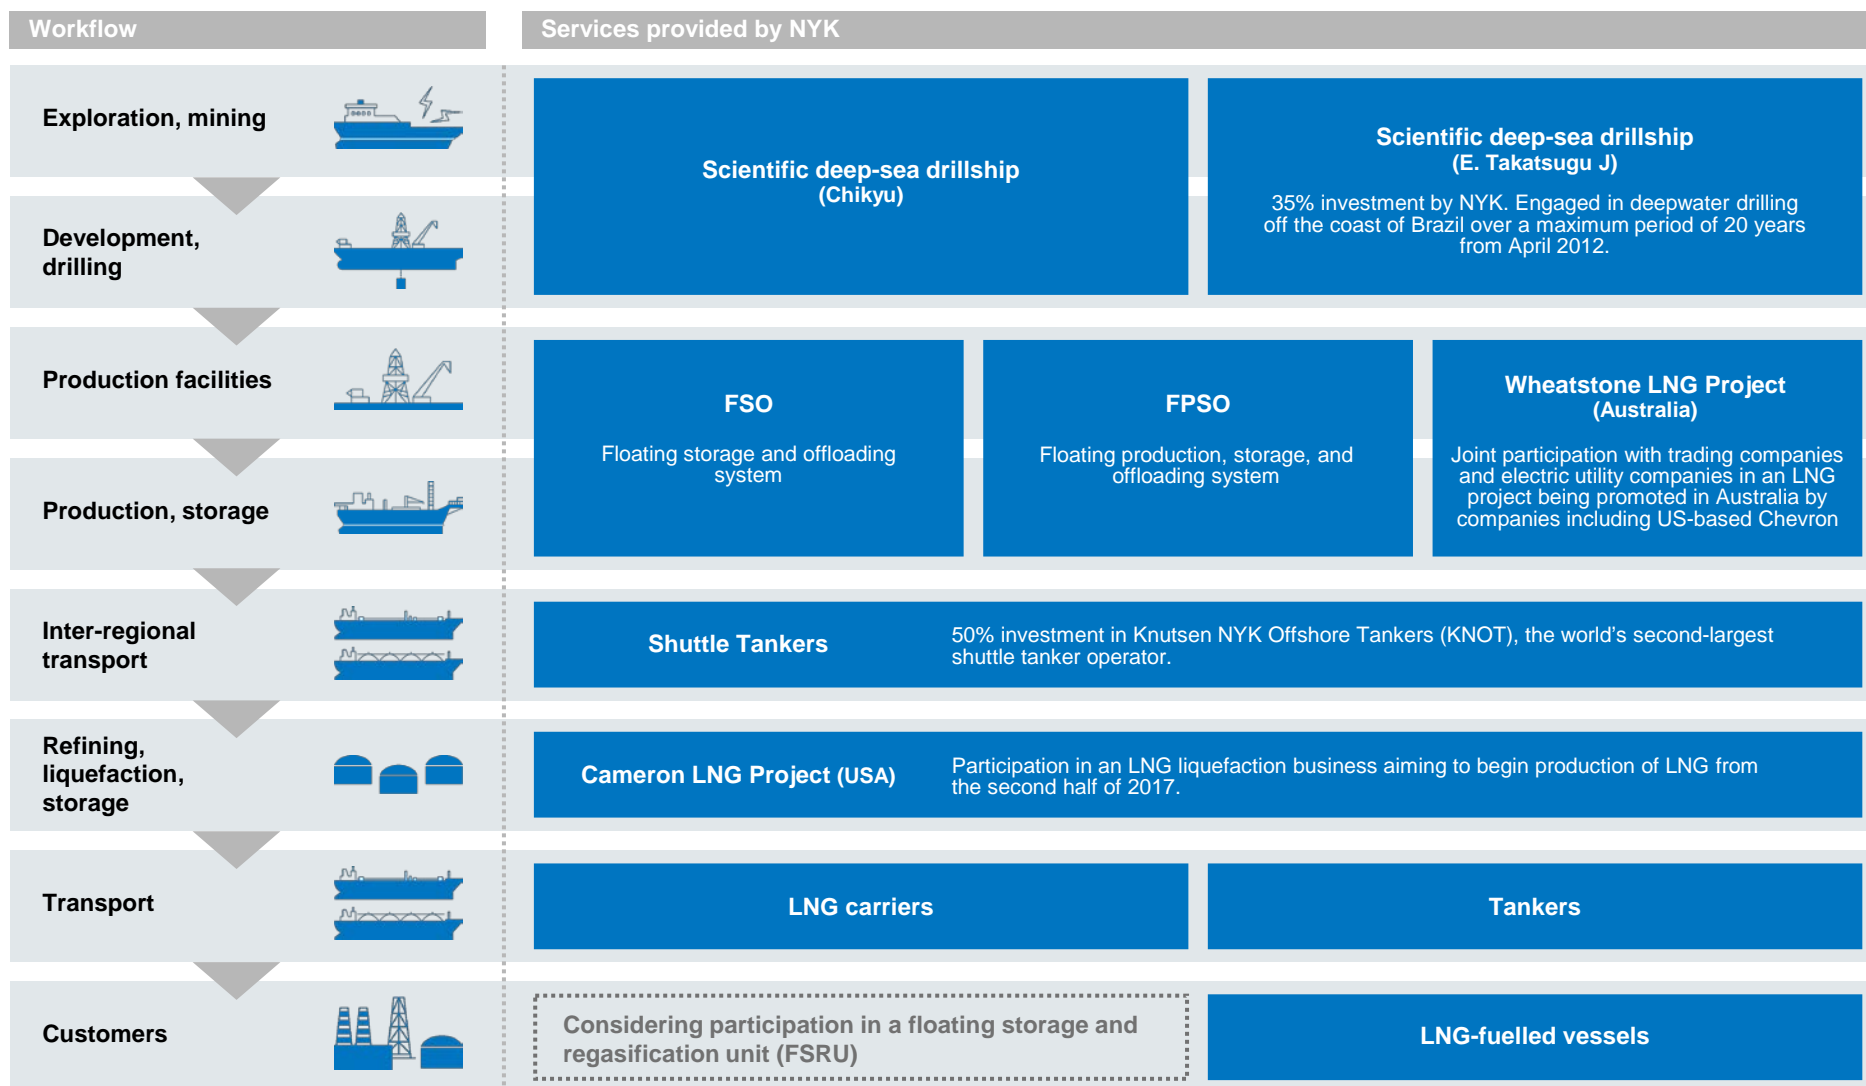 Workflow
Services provided by NYK
Exploration, mining
Scientific deep-sea drillship
(Chikyu)
Scientific deep-sea drillship
(E. Takatsugu J)
35% investment by NYK. Engaged in deepwater drilling
off the coast of Brazil over a maximum period of 20 years
from April 2012.
Development,
drilling
Production facilities
FSO
Floating storage and offloading
system
FPSO
Floating production, storage, and
offloading system
Wheatstone LNG Project
(Australia)
Joint participation with trading companies
and electric utility companies in an LNG
project being promoted in Australia by
companies including US-based Chevron
Production, storage
Inter-regional
transport
Shuttle Tankers
50% investment in Knutsen NYK Offshore Tankers (KNOT), the world’s second-largest
shuttle tanker operator.
Refining,
liquefaction,
storage
Cameron LNG Project (USA)
Participation in an LNG liquefaction business aiming to begin production of LNG from
the second half of 2017.
Transport
LNG carriers
Tankers
Customers
Considering participation in a floating storage and
regasification unit (FSRU)
LNG-fuelled vessels